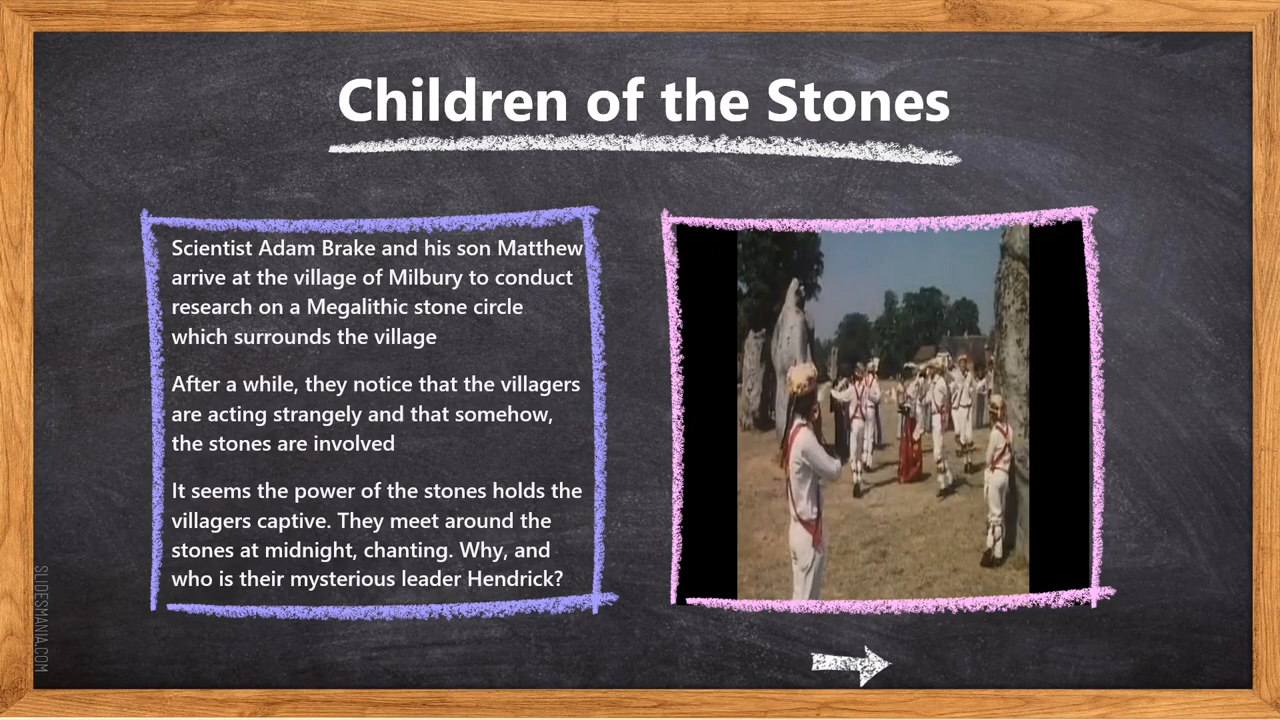 Children of the Stones
Scientist Adam Brake and his son Matthew
arrive at the village of Milbury to conduct
research on a Megalithic stone circle
which surrounds the village
After a while, they notice that the villagers
are acting strangely and that somehow,
the stones are involved
It seems the power of the stones holds the
villagers captive. They meet around the
stones at midnight, chanting. Why, and
who is their mysterious leader Hendrick?
SLIDESMANIA.COM